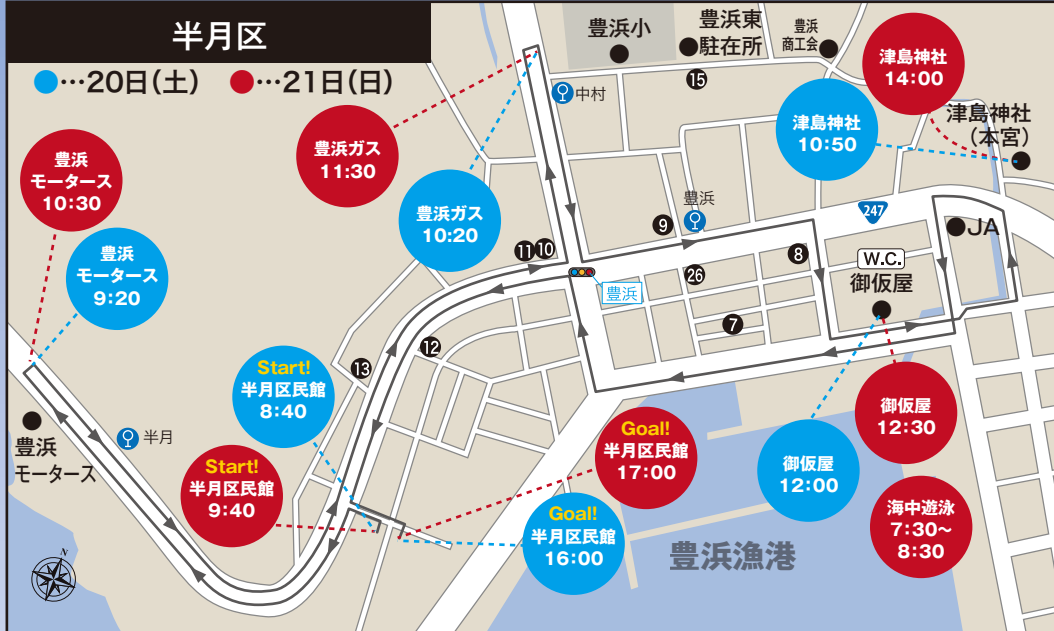 半月区
●…20日(土) ●…21日(日)
豊浜小
豊浜東
駐在所
豊浜
商工会
津島神社
14:00
津島神社
10:50
津島神社
(本宮)
中村
⑮
豊浜ガス
11:30
豊浜ガス
10:20
豊浜
モータース
10:30
豊浜
モータース
9:20
豊浜
⑨
247
⑪⑩
⑧
JA
W.C.
御仮屋
㉖
豊浜
⑦
⑫
⑬
Start!
半月区民館
8:40
Start!
半月区民館
9:40
Goal!
半月区民館
17:00
Goal!
半月区民館
16:00
御仮屋
12:30
御仮屋
12:00
海中遊泳
7:30~
8:30
豊浜
モータース
半月
豊浜漁港
N